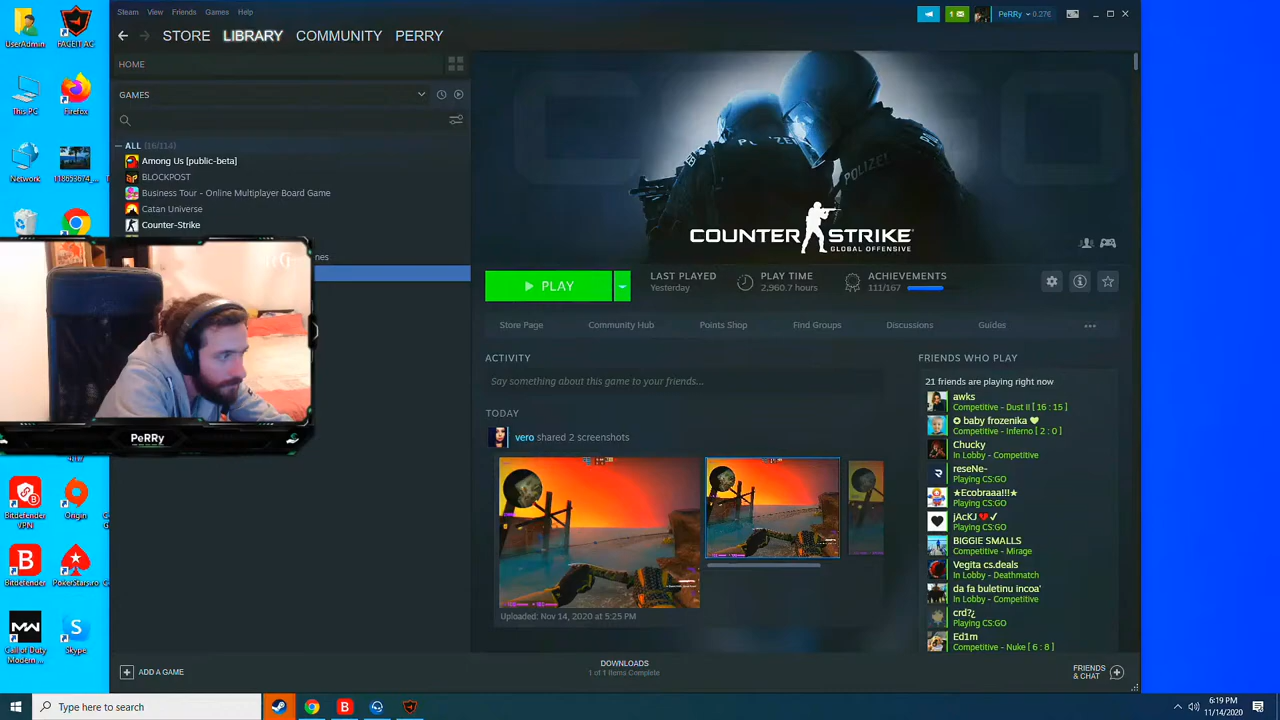 Steam View Friends Games Help
1
PeRRy 0.27€
STORE LIBRARY COMMUNITY PERRY
HOME
GAMES
ALL (16/114)
Among Us [public-beta]
BLOCKPOST
Business Tour - Online Multiplayer Board Game
Catan Universe
Counter-Strike
nes
ADD A GAME
POLIZEI
COUNTER STRIKE
GLOBAL OFFENSIVE
PLAY
LAST PLAYED
Yesterday
PLAY TIME
2,960.7 hours
ACHIEVEMENTS
111/167
Store Page Community Hub Points Shop Find Groups Discussions Guides
ACTIVITY
Say something about this game to your friends...
TODAY
vero shared 2 screenshots
Uploaded: Nov 14, 2020 at 5:25 PM
FRIENDS WHO PLAY
21 friends are playing right now
awks
Competitive - Dust II [ 16 : 15 ]
✪ baby frozenika 💚
Competitive - Inferno [ 2 : 0 ]
Chucky
In Lobby - Competitive
reseNe-
Playing CS:GO
★Ecobraaa!!!★
Playing CS:GO
jAcKJ 💔✓
Playing CS:GO
BIGGIE SMALLS
Competitive - Mirage
Vegita cs.deals
In Lobby - Deathmatch
da fa buletinu incoa'
In Lobby - Competitive
crd?¿
Playing CS:GO
Ed1m
Competitive - Nuke [ 6 : 8 ]
DOWNLOADS
1 of 1 Items Complete
FRIENDS
& CHAT
UserAdmin
FACEIT AC
This PC
Firefox
Network
118653674_...
PeRRy
Bitdefender
VPN
Origin
Bitdefender
PokerStars.ro
Call of Duty
Modern ...
Skype
Type here to search
6:19 PM
11/14/2020